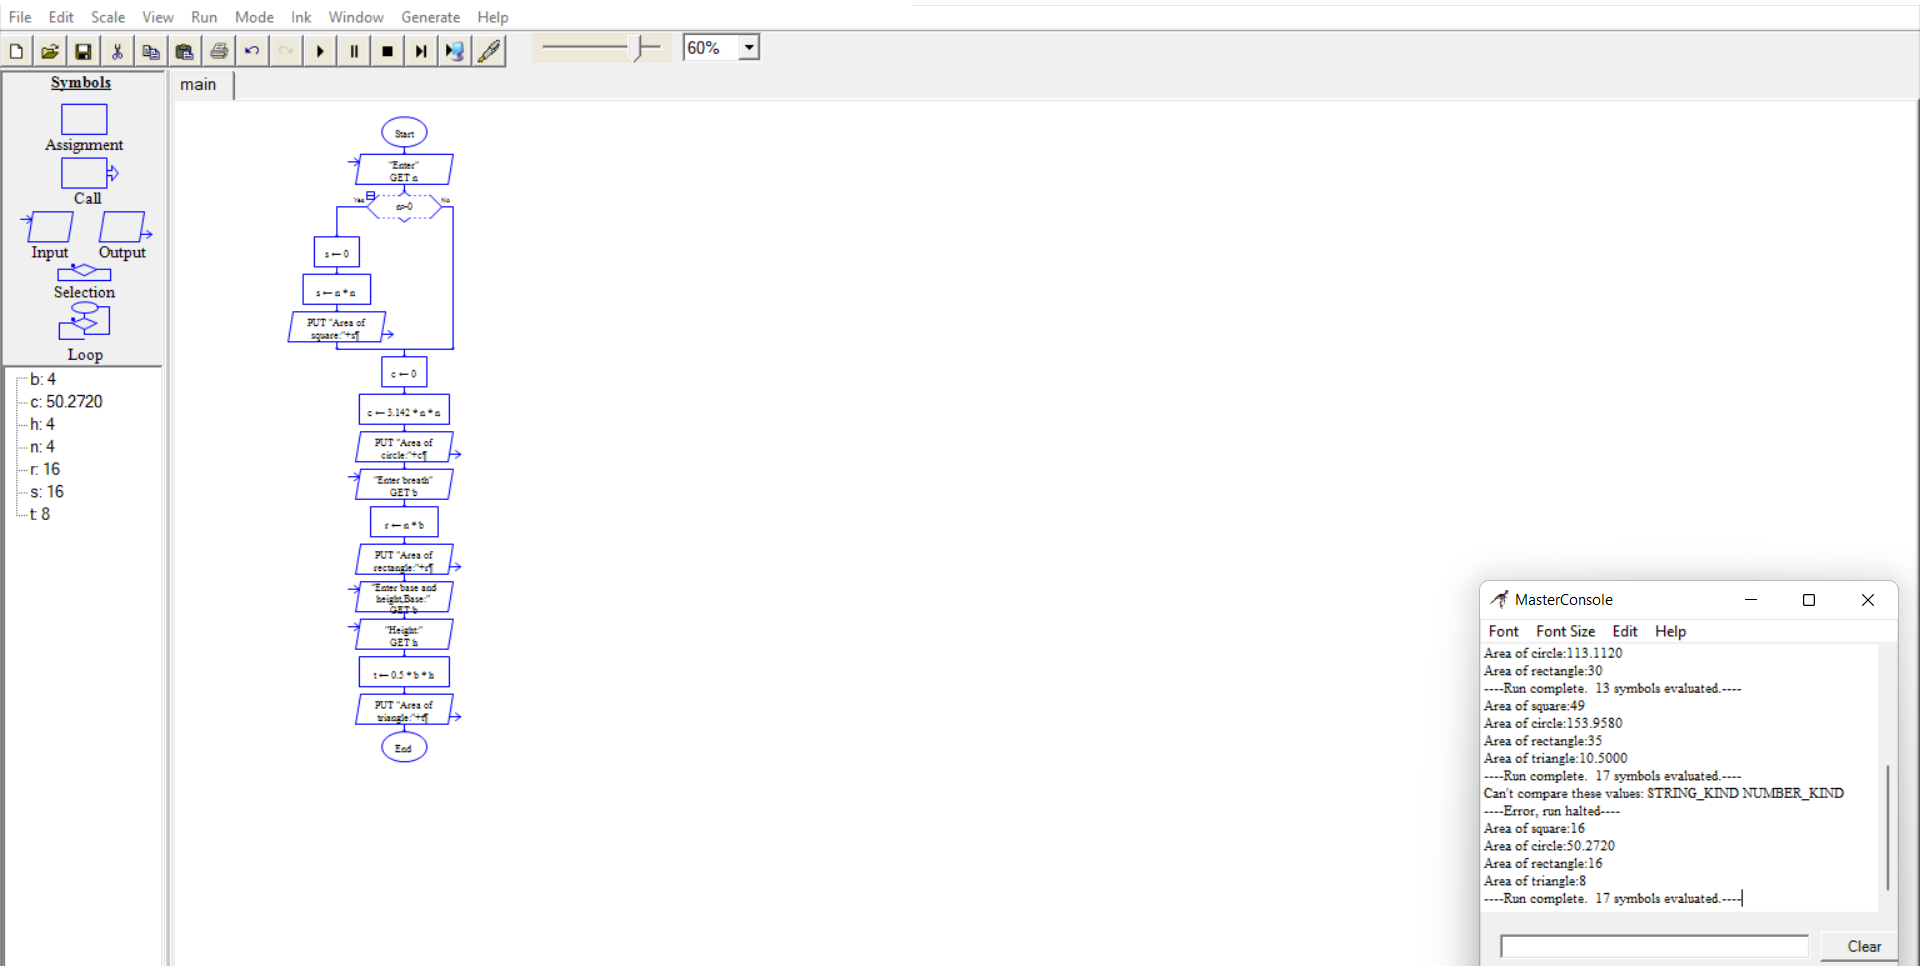 File Edit Scale View Run Mode Ink Window Generate Help
60%
Symbols
main
Assignment
Call
Input Output
Selection
Loop
b: 4
c: 50.2720
h: 4
n: 4
r: 16
s: 16
t: 8
Start
"Enter"
GET n
Yes No
n>0
s ← 0
s ← n * n
PUT "Area of
square:"+s¶
c ← 0
c ← 3.142 * n * n
PUT "Area of
circle:"+c¶
"Enter breath"
GET b
r ← n * b
PUT "Area of
rectangle:"+r¶
"Enter base and
height,Base:"
GET b
"Height:"
GET h
t ← 0.5 * b * h
PUT "Area of
triangle:"+t¶
End
MasterConsole
Font Font Size Edit Help
Area of circle:113.1120
Area of rectangle:30
----Run complete.  13 symbols evaluated.----
Area of square:49
Area of circle:153.9580
Area of rectangle:35
Area of triangle:10.5000
----Run complete.  17 symbols evaluated.----
Can't compare these values: STRING_KIND NUMBER_KIND
----Error, run halted----
Area of square:16
Area of circle:50.2720
Area of rectangle:16
Area of triangle:8
----Run complete.  17 symbols evaluated.----
Clear